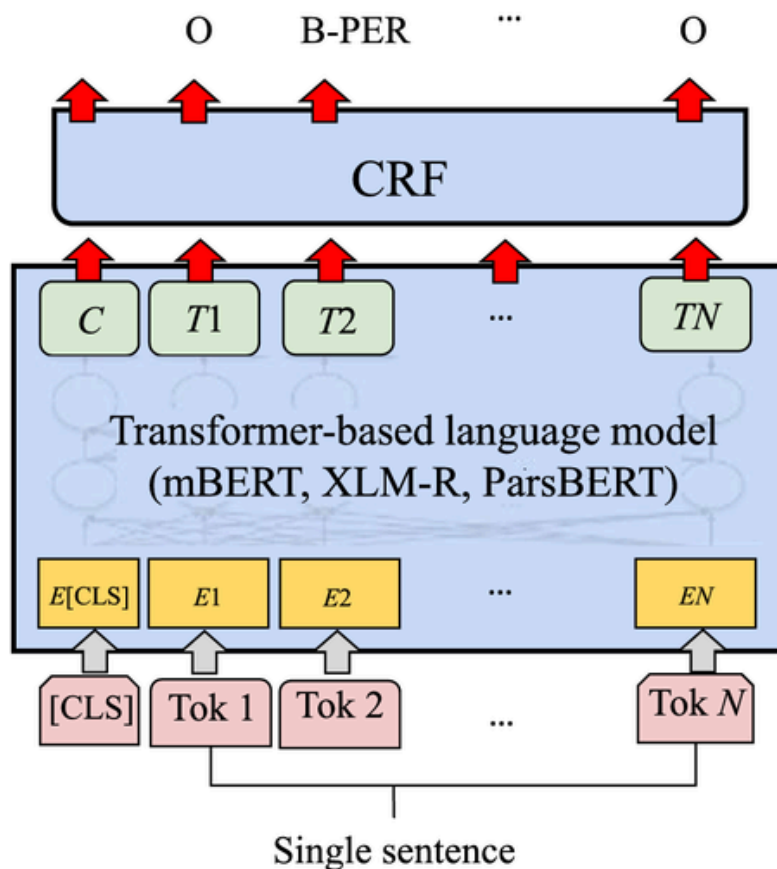 O B-PER ... O
CRF
C T1 T2 ... TN
Transformer-based language model
(mBERT, XLM-R, ParsBERT)
E[CLS] E1 E2 ... EN
[CLS] Tok 1 Tok 2 ... Tok N
Single sentence